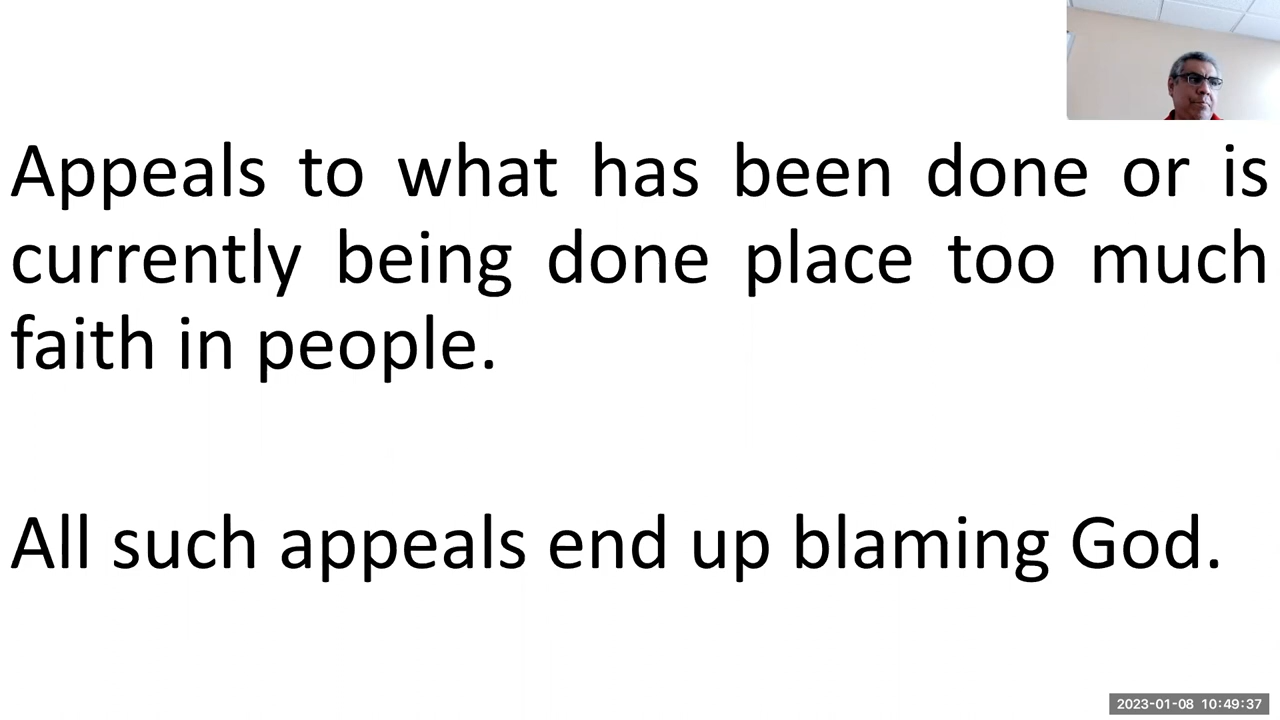 Appeals to what has been done or is
currently being done place too much
faith in people.
All such appeals end up blaming God.
2023-01-08 10:49:37